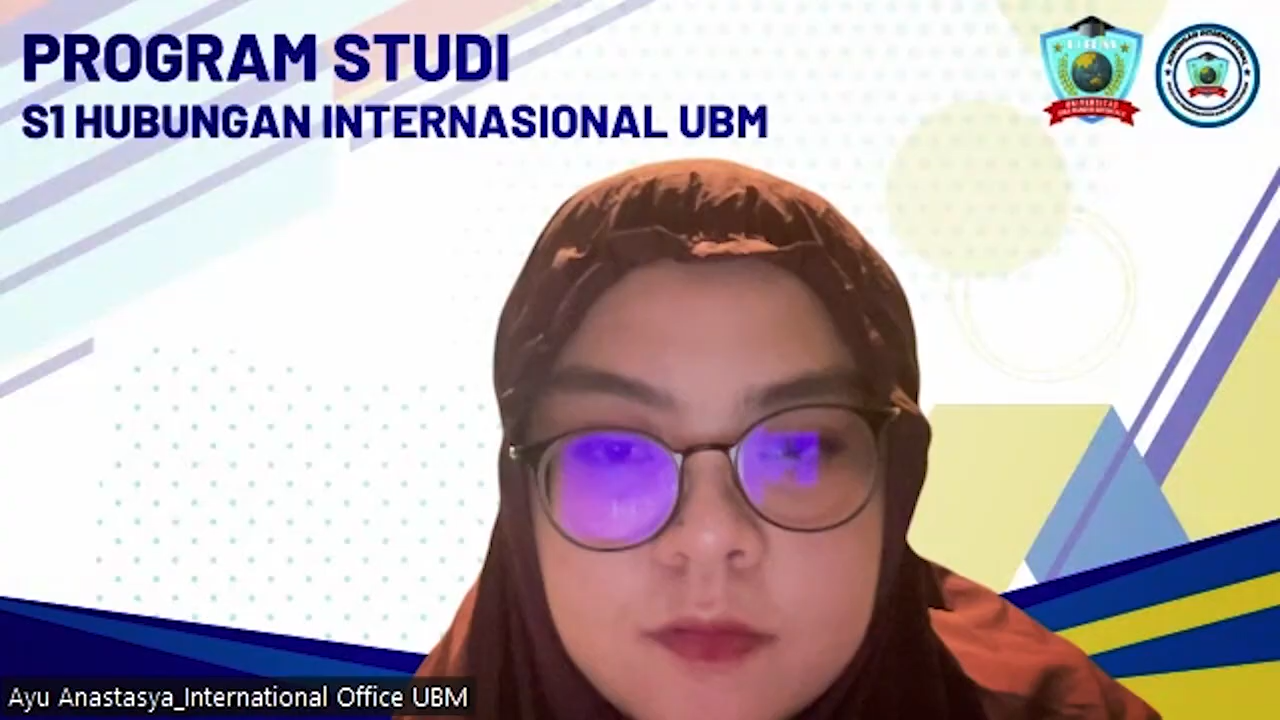 PROGRAM STUDI
S1 HUBUNGAN INTERNASIONAL UBM
Ayu Anastasya_International Office UBM